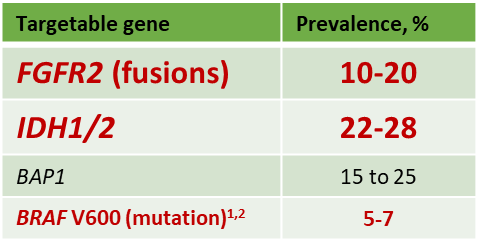 Targetable gene Prevalence, %
FGFR2 (fusions) 10-20
IDH1/2 22-28
BAP1 15 to 25
BRAF V600 (mutation)1,2 5-7